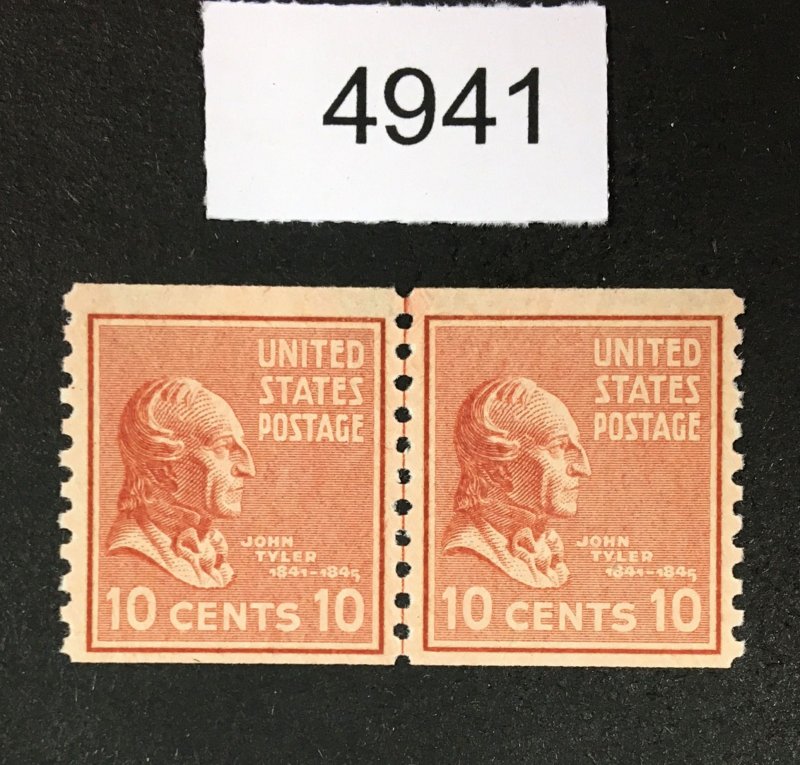 4941
UNITED
STATES
POSTAGE
JOHN
TYLER
1841-1845
10 CENTS 10
UNITED
STATES
POSTAGE
JOHN
TYLER
1841-1845
10 CENTS 10